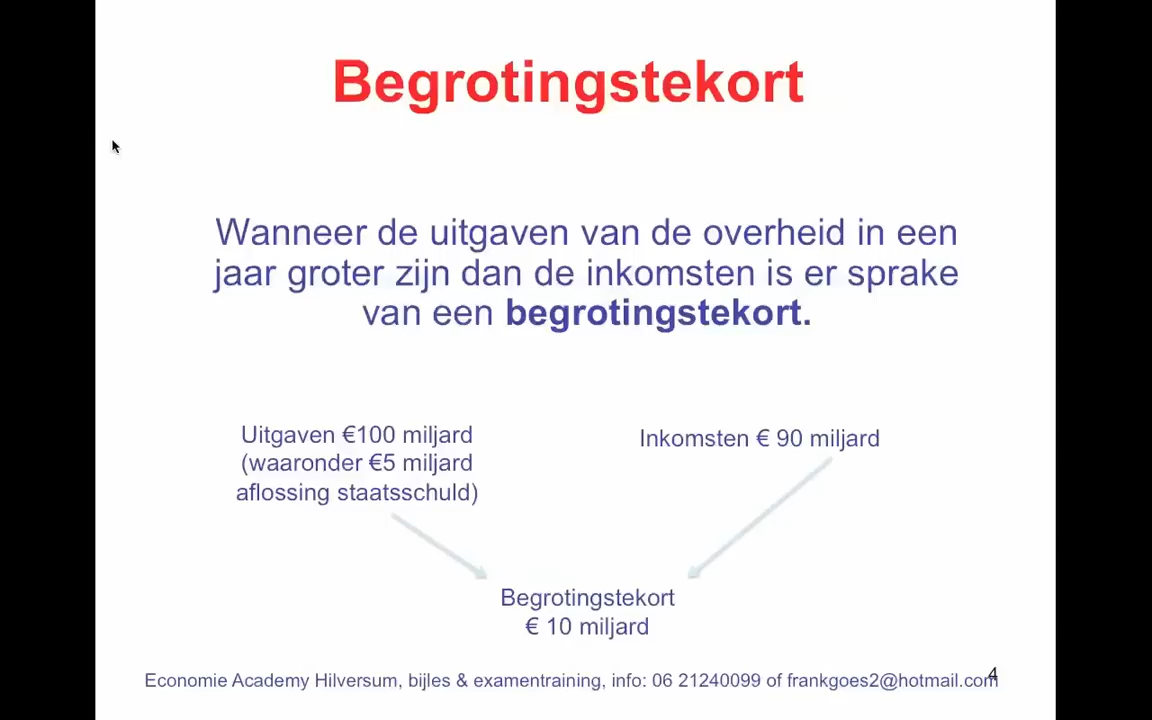 Begrotingstekort
Wanneer de uitgaven van de overheid in een
jaar groter zijn dan de inkomsten is er sprake
van een begrotingstekort.
Uitgaven €100 miljard
(waaronder €5 miljard
aflossing staatsschuld)
Inkomsten € 90 miljard
Begrotingstekort
€ 10 miljard
Economie Academy Hilversum, bijles & examentraining, info: 06 21240099 of frankgoes2@hotmail.com
4